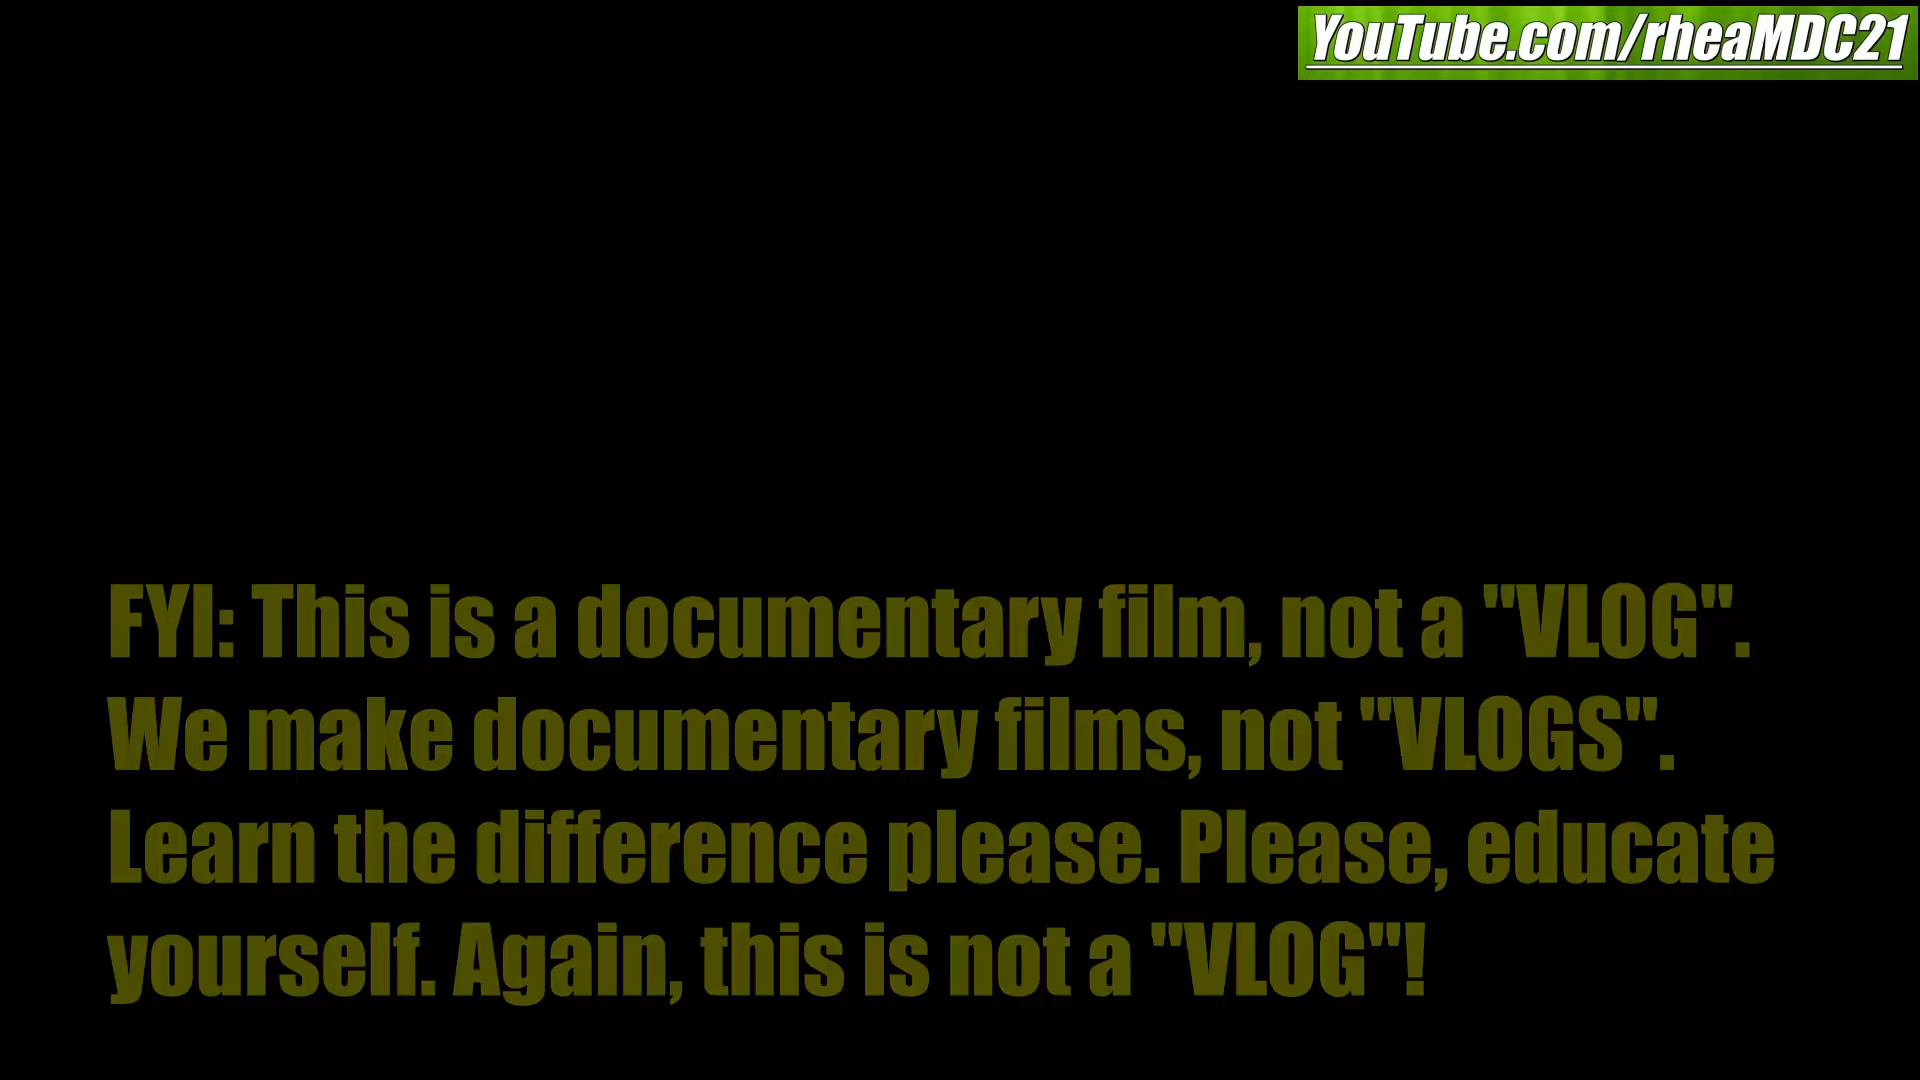 YouTube.com/rheaMDC21
FYI: This is a documentary film, not a "VLOG".
We make documentary films, not "VLOGS".
Learn the difference please. Please, educate
yourself. Again, this is not a "VLOG"!